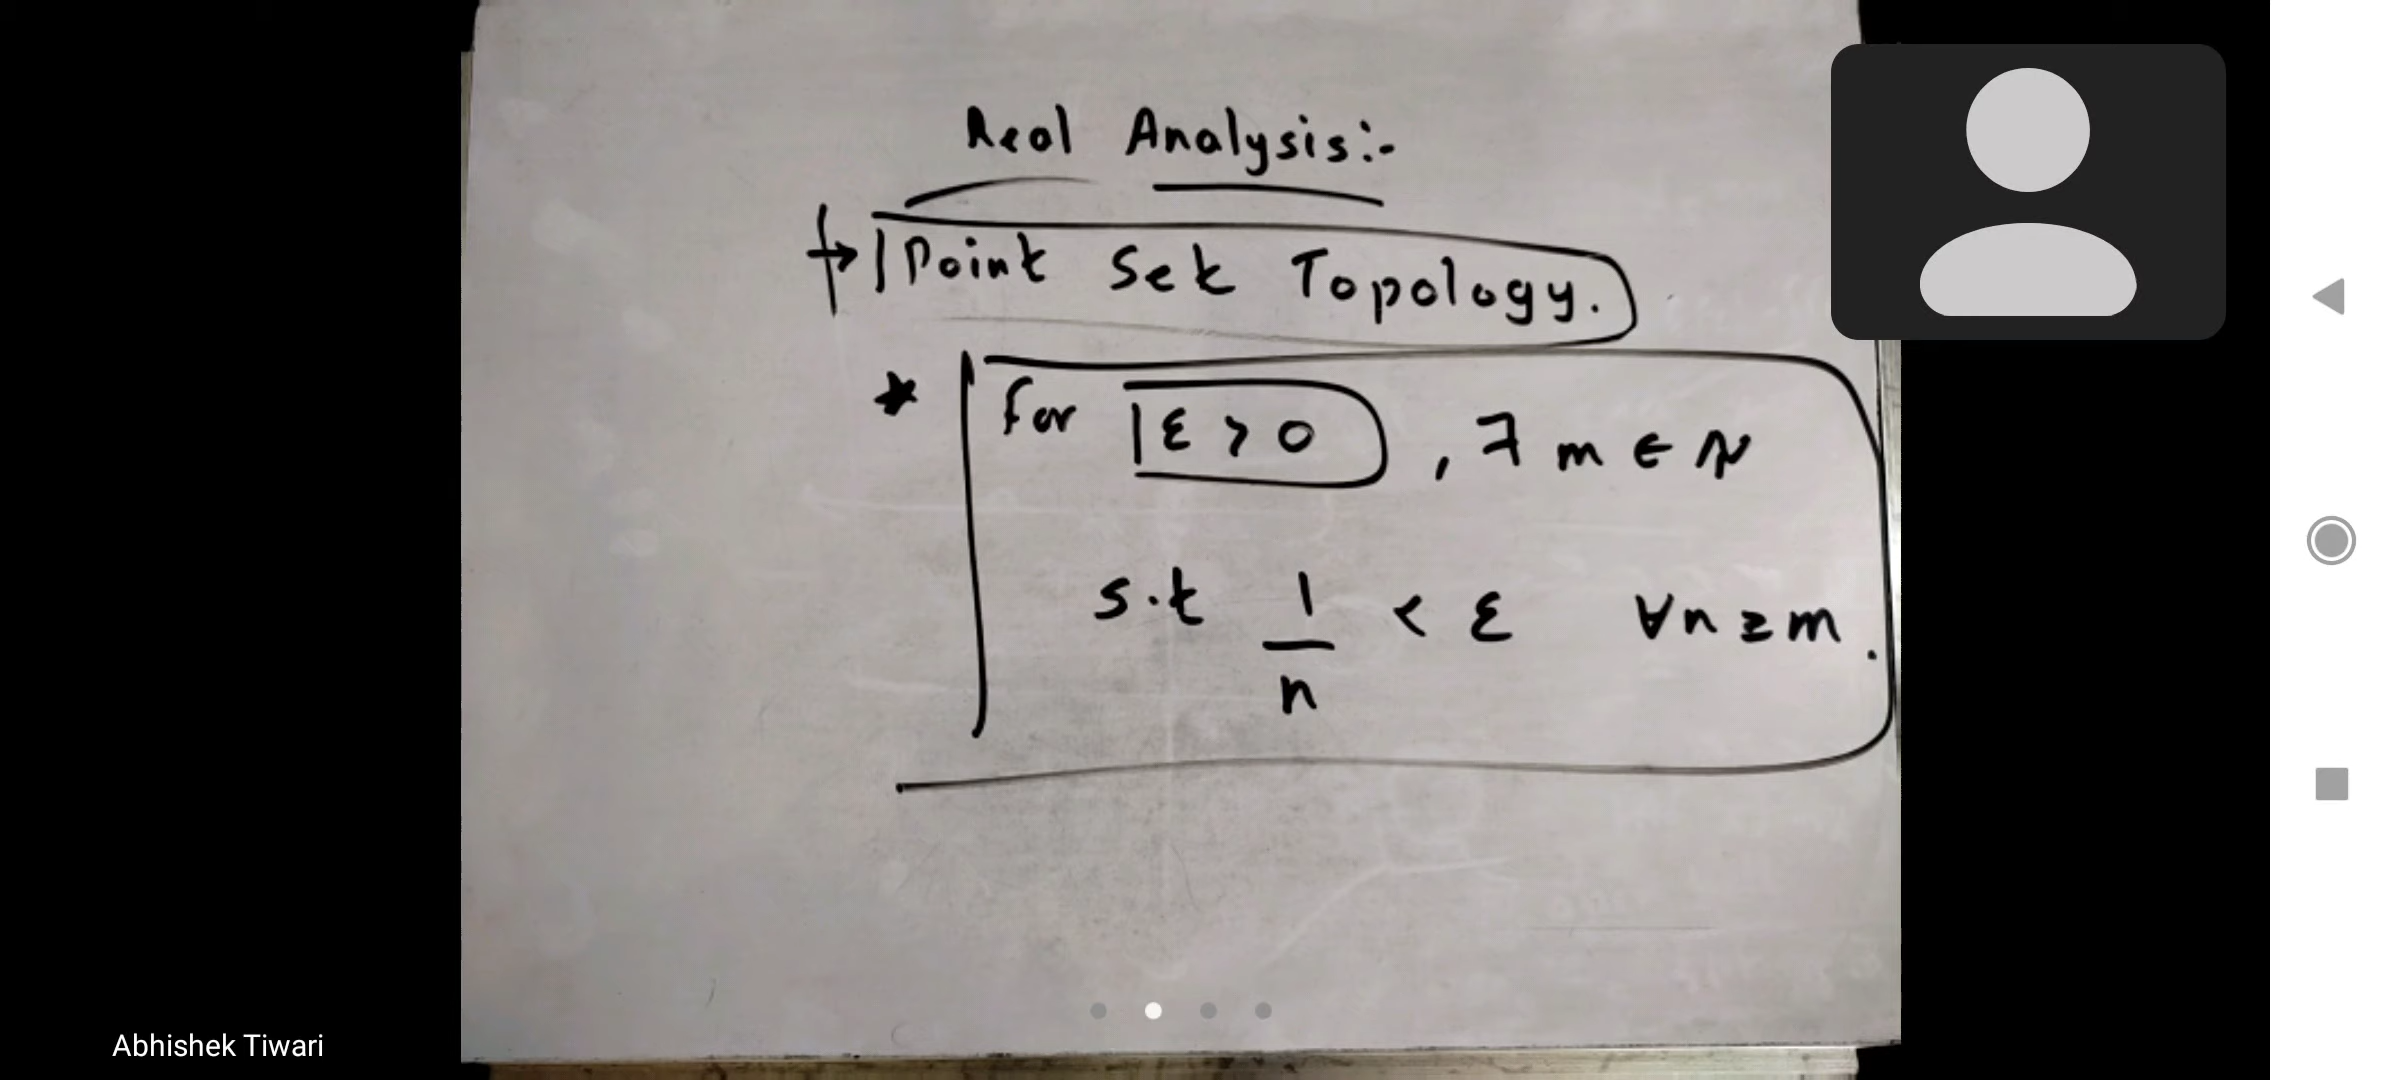 Real Analysis:-
Point Set Topology.
* for ε > 0, ∃ m ∈ N
s.t 1/n < ε ∀n ≥ m.
Abhishek Tiwari